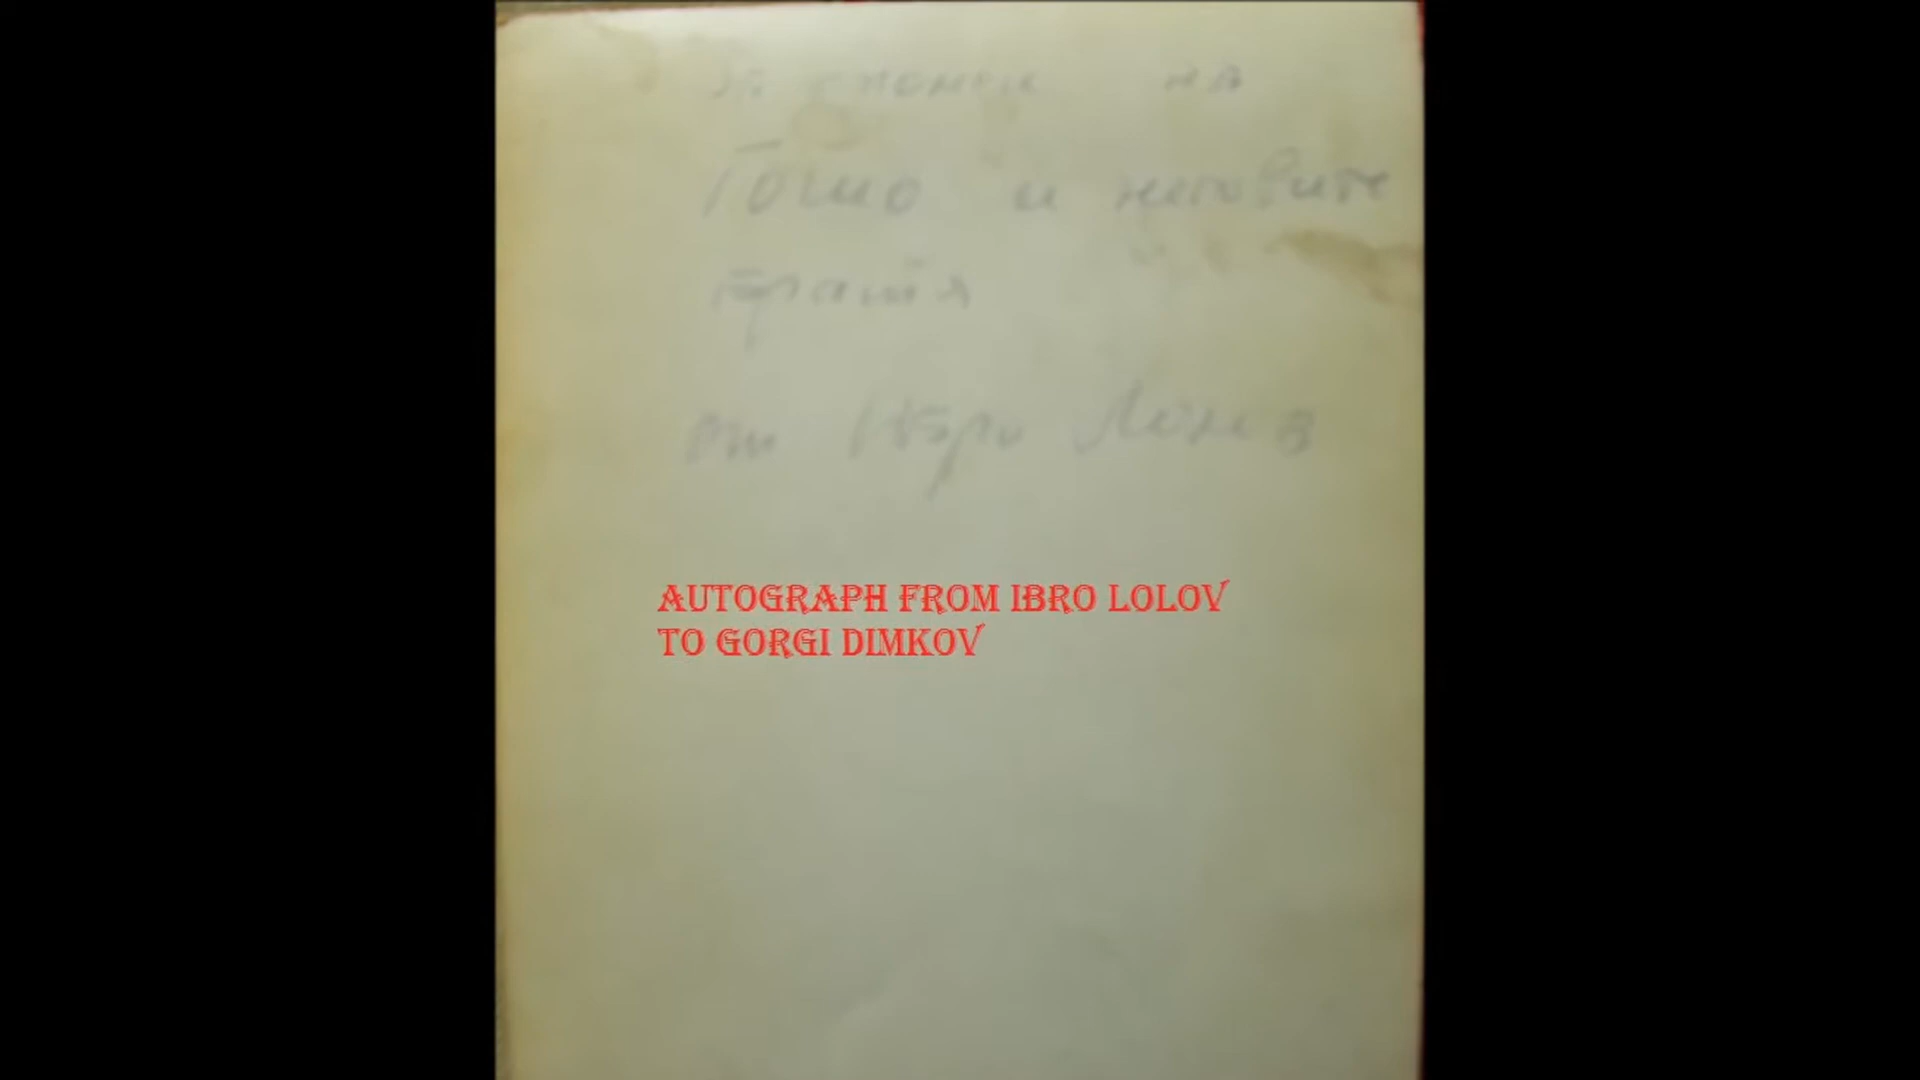 За спомен на
Гошо и неговите
братя
от Ибро Лолов
AUTOGRAPH FROM IBRO LOLOV
TO GORGI DIMKOV